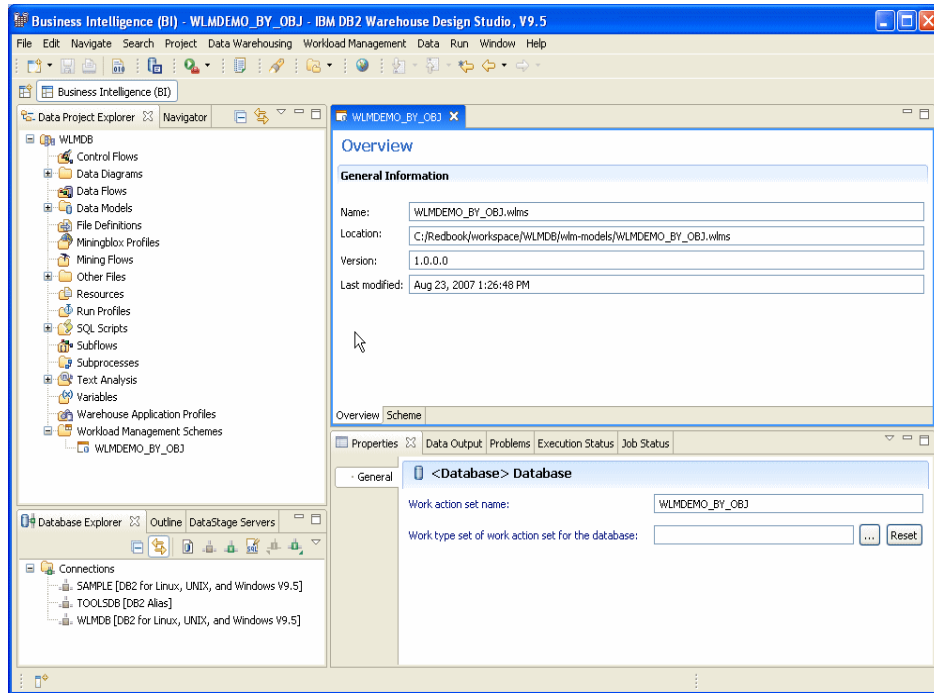 Business Intelligence (BI) - WLMDEMO_BY_OBJ - IBM DB2 Warehouse Design Studio, V9.5
File Edit Navigate Search Project Data Warehousing Workload Management Data Run Window Help
Business Intelligence (BI)
Data Project Explorer Navigator
WLMDB
Control Flows
Data Diagrams
Data Flows
Data Models
File Definitions
Miningblox Profiles
Mining Flows
Other Files
Resources
Run Profiles
SQL Scripts
Subflows
Subprocesses
Text Analysis
Variables
Warehouse Application Profiles
Workload Management Schemes
WLMDEMO_BY_OBJ
Database Explorer Outline DataStage Servers
Connections
SAMPLE [DB2 for Linux, UNIX, and Windows V9.5]
TOOLSDB [DB2 Alias]
WLMDB [DB2 for Linux, UNIX, and Windows V9.5]
WLMDEMO_BY_OBJ
Overview
General Information
Name: WLMDEMO_BY_OBJ.wlms
Location: C:/Redbook/workspace/WLMDB/wlm-models/WLMDEMO_BY_OBJ.wlms
Version: 1.0.0.0
Last modified: Aug 23, 2007 1:26:48 PM
Overview Scheme
Properties Data Output Problems Execution Status Job Status
General
<Database> Database
Work action set name: WLMDEMO_BY_OBJ
Work type set of work action set for the database: ... Reset